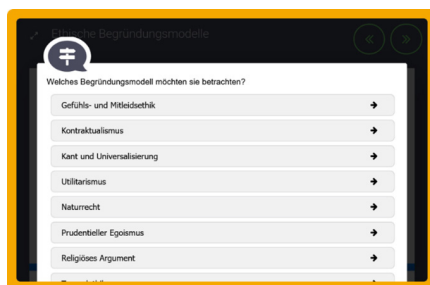 Ethische Begründungsmodelle
Welches Begründungsmodell möchten sie betrachten?
Gefühls- und Mitleidsethik
Kontraktualismus
Kant und Universalisierung
Utilitarismus
Naturrecht
Prudentieller Egoismus
Religiöses Argument